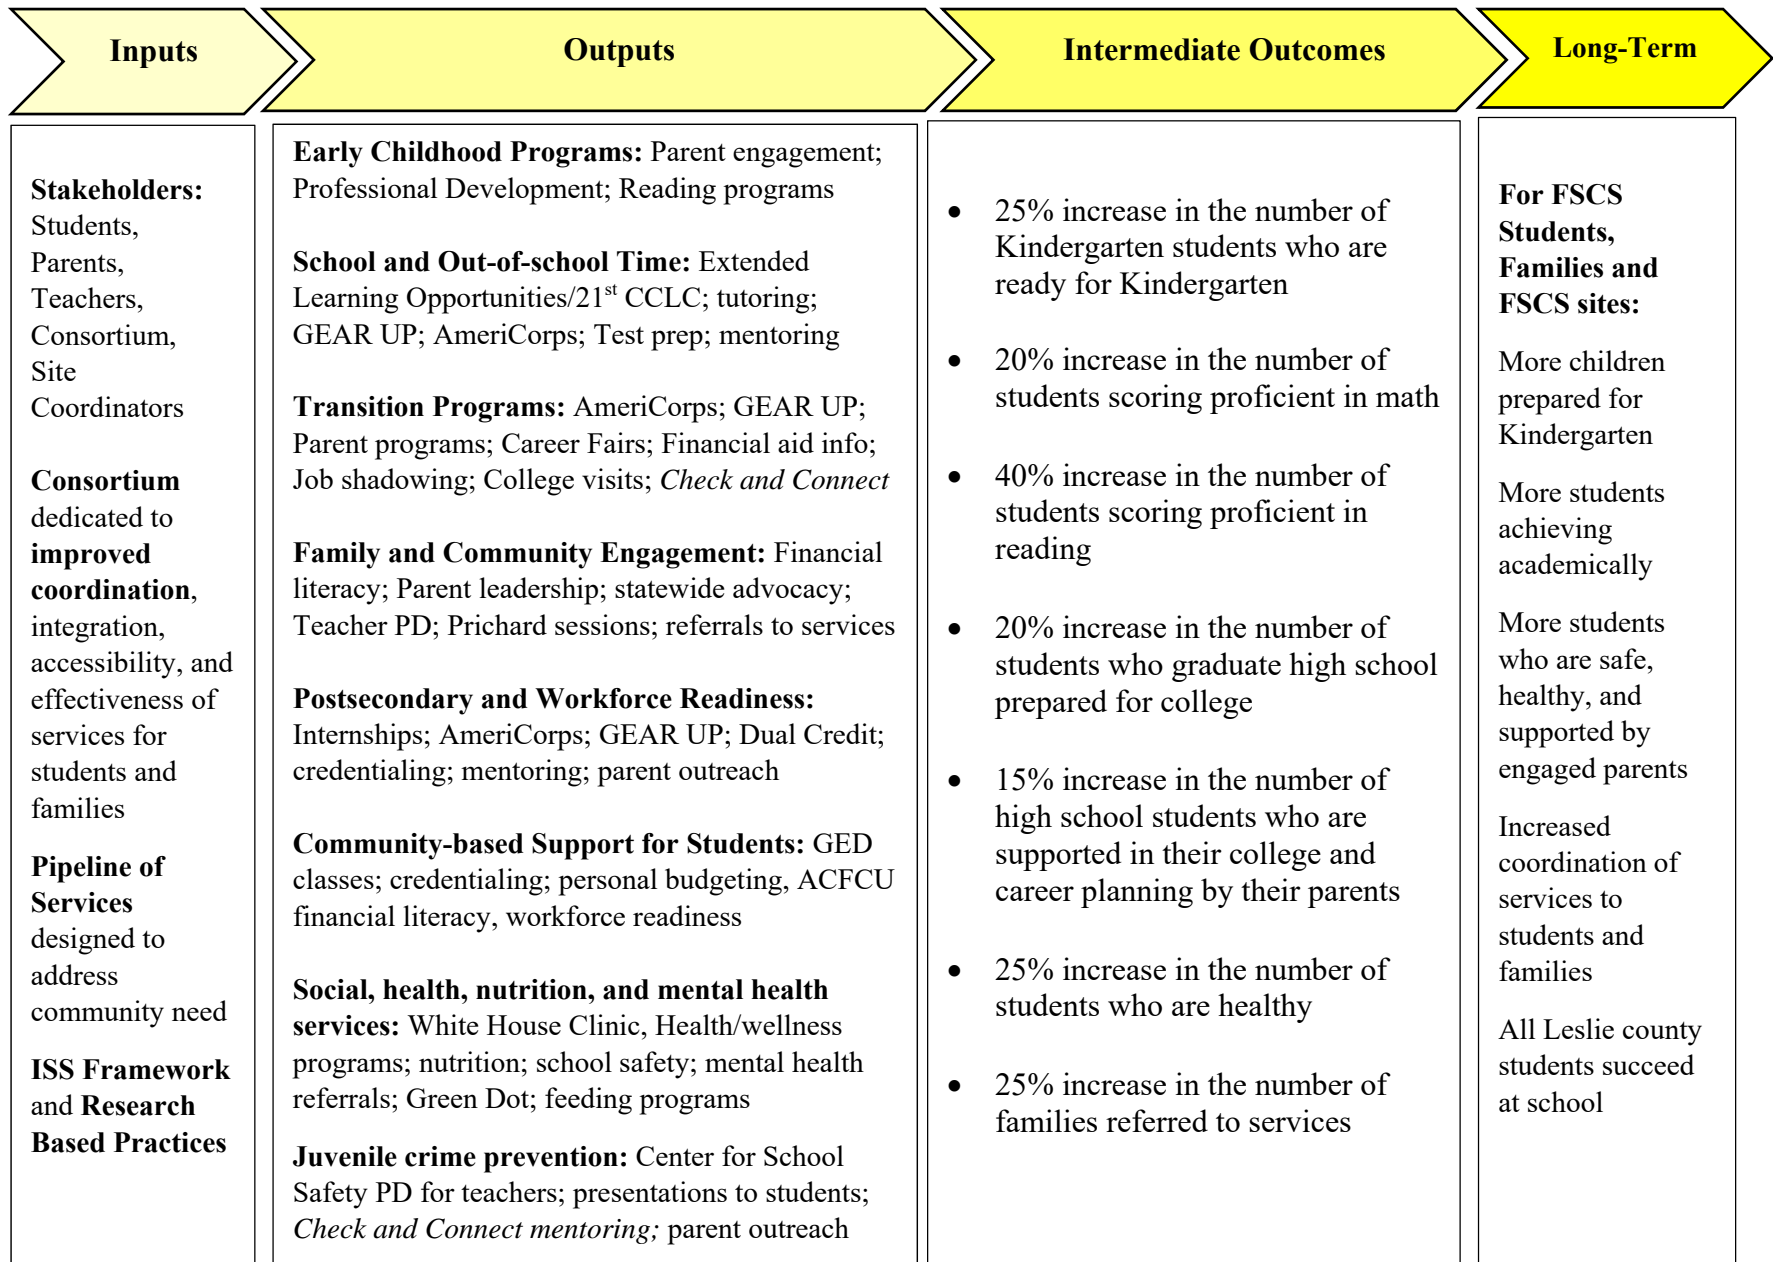 Inputs
Outputs
Intermediate Outcomes
Long-Term
Stakeholders:
Students,
Parents,
Teachers,
Consortium,
Site
Coordinators
Consortium
dedicated to
improved
coordination,
integration,
accessibility, and
effectiveness of
services for
students and
families
Pipeline of
Services
designed to
address
community need
ISS Framework
and Research
Based Practices
Early Childhood Programs: Parent engagement;
Professional Development; Reading programs
School and Out-of-school Time: Extended
Learning Opportunities/21st CCLC; tutoring;
GEAR UP; AmeriCorps; Test prep; mentoring
Transition Programs: AmeriCorps; GEAR UP;
Parent programs; Career Fairs; Financial aid info;
Job shadowing; College visits; Check and Connect
Family and Community Engagement: Financial
literacy; Parent leadership; statewide advocacy;
Teacher PD; Prichard sessions; referrals to services
Postsecondary and Workforce Readiness:
Internships; AmeriCorps; GEAR UP; Dual Credit;
credentialing; mentoring; parent outreach
Community-based Support for Students: GED
classes; credentialing; personal budgeting, ACFCU
financial literacy, workforce readiness
Social, health, nutrition, and mental health
services: White House Clinic, Health/wellness
programs; nutrition; school safety; mental health
referrals; Green Dot; feeding programs
Juvenile crime prevention: Center for School
Safety PD for teachers; presentations to students;
Check and Connect mentoring; parent outreach
• 25% increase in the number of
Kindergarten students who are
ready for Kindergarten
• 20% increase in the number of
students scoring proficient in math
• 40% increase in the number of
students scoring proficient in
reading
• 20% increase in the number of
students who graduate high school
prepared for college
• 15% increase in the number of
high school students who are
supported in their college and
career planning by their parents
• 25% increase in the number of
students who are healthy
• 25% increase in the number of
families referred to services
For FSCS
Students,
Families and
FSCS sites:
More children
prepared for
Kindergarten
More students
achieving
academically
More students
who are safe,
healthy, and
supported by
engaged parents
Increased
coordination of
services to
students and
families
All Leslie county
students succeed
at school